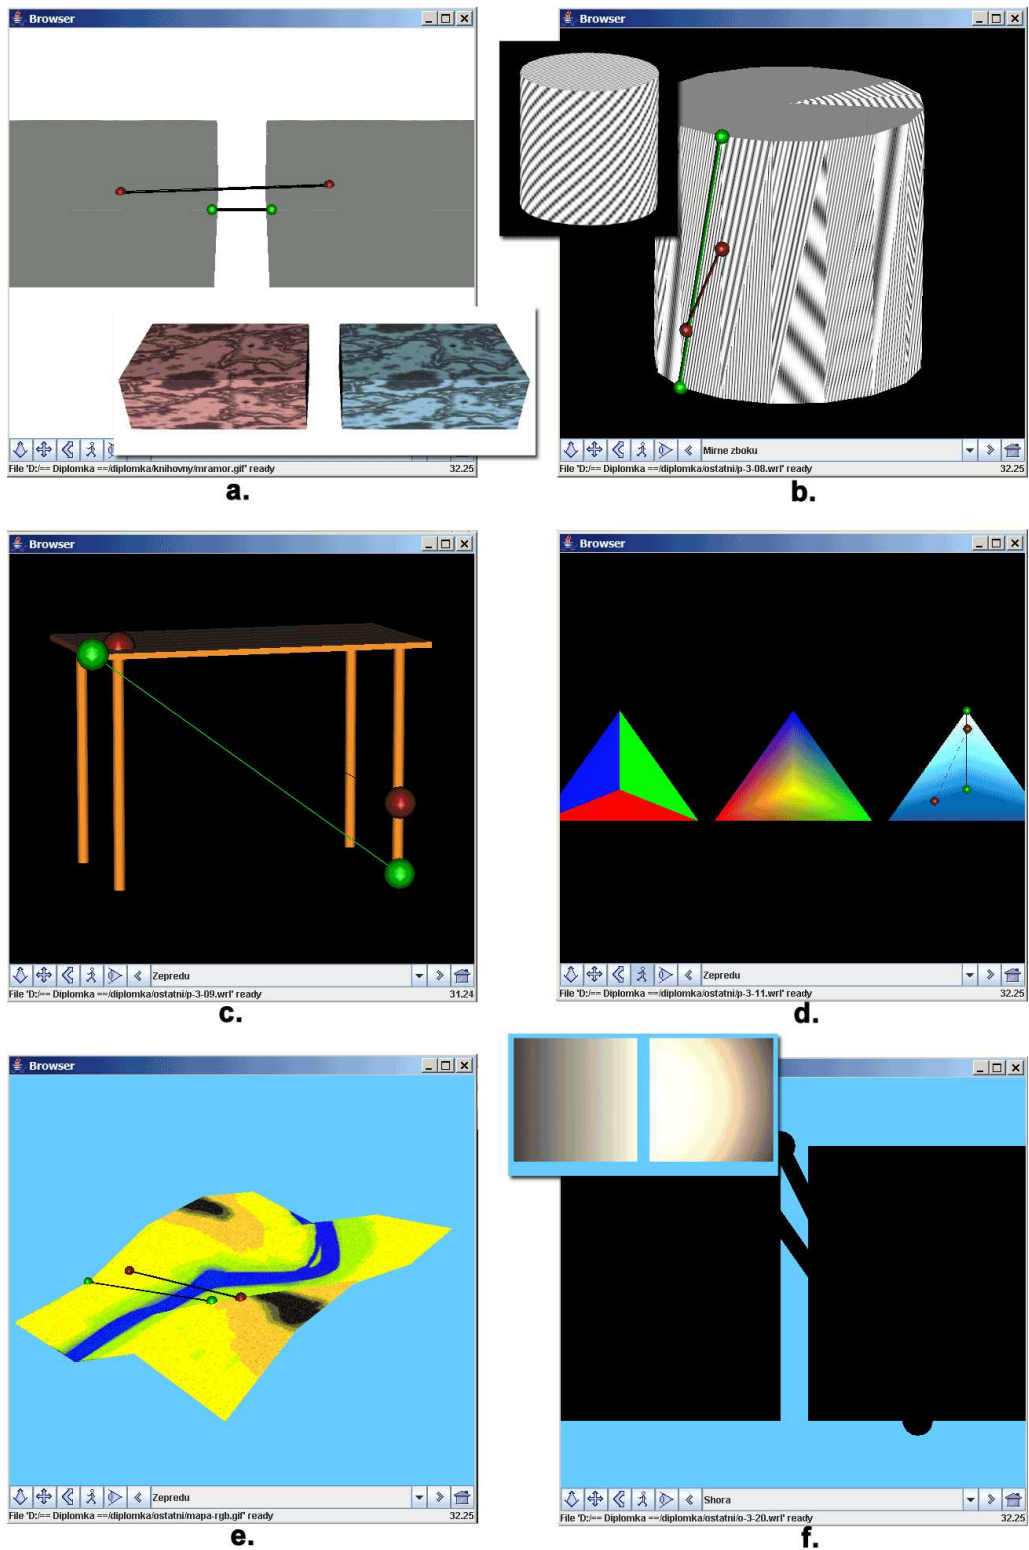 Browser
File 'D:/== Diplomka ==/diplomka/knihovny/mramor.gif' ready 32.25
a.
Browser
Mirne zboku
File 'D:/== Diplomka ==/diplomka/ostatni/p-3-08.wrl' ready 32.25
b.
Browser
Zepredu
File 'D:/== Diplomka ==/diplomka/ostatni/p-3-09.wrl' ready 31.24
c.
Browser
Zepredu
File 'D:/== Diplomka ==/diplomka/ostatni/p-3-11.wrl' ready 32.25
d.
Browser
Zepredu
File 'D:/== Diplomka ==/diplomka/ostatni/mapa-rgb.gif' ready 32.25
e.
Shora
File 'D:/== Diplomka ==/diplomka/ostatni/o-3-20.wrl' ready 32.25
f.